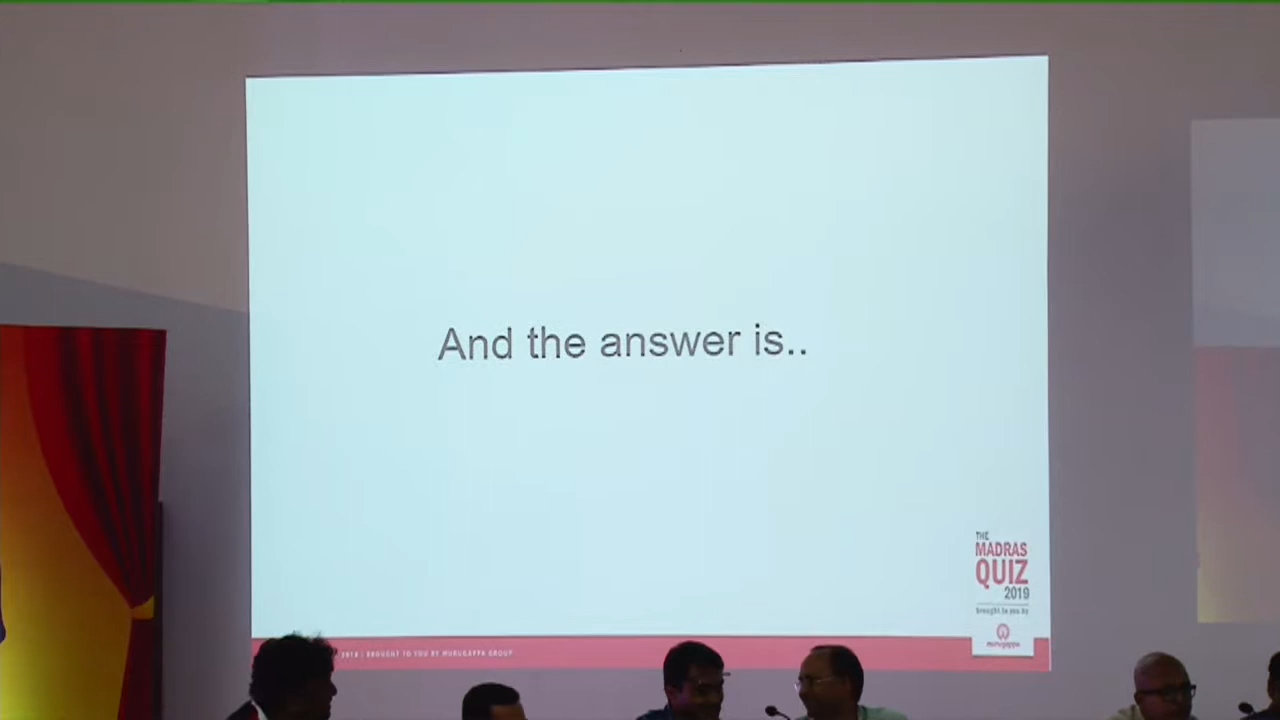 And the answer is..
THE
MADRAS
QUIZ
2019
brought to you by
murugappa
2019 | BROUGHT TO YOU BY MURUGAPPA GROUP